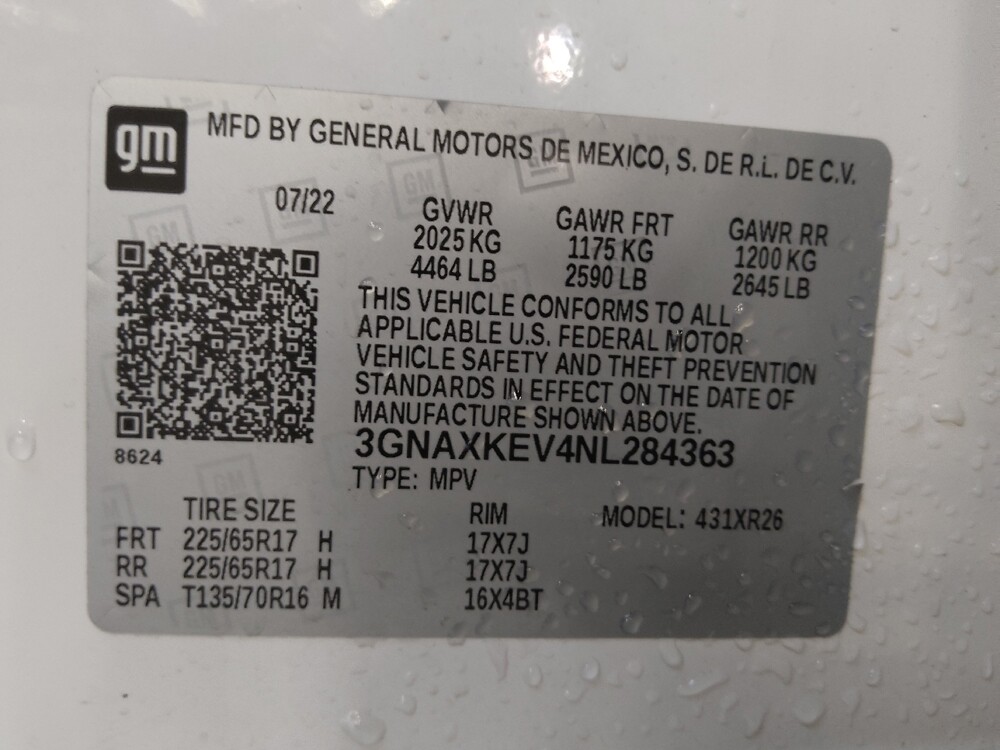 gm
MFD BY GENERAL MOTORS DE MEXICO, S. DE R.L. DE C.V.
07/22
GVWR GAWR FRT GAWR RR
2025 KG 1175 KG 1200 KG
4464 LB 2590 LB 2645 LB
THIS VEHICLE CONFORMS TO ALL
APPLICABLE U.S. FEDERAL MOTOR
VEHICLE SAFETY AND THEFT PREVENTION
STANDARDS IN EFFECT ON THE DATE OF
MANUFACTURE SHOWN ABOVE.
8624
3GNAXKEV4NL284363
TYPE: MPV
TIRE SIZE RIM MODEL: 431XR26
FRT 225/65R17 H 17X7J
RR 225/65R17 H 17X7J
SPA T135/70R16 M 16X4BT